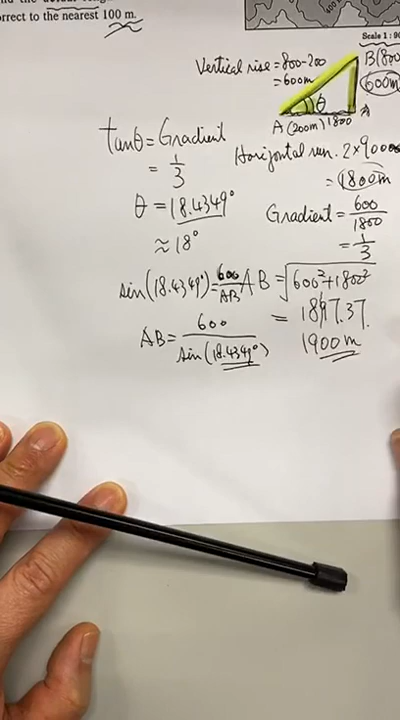 orrect to the nearest 100 m.
400
Scale 1 : 90
Vertical rise = 800-200
= 600m
B(800
600m
θ
A (200m) 1800
tanθ = Gradient
= 1/3
θ = 18.4349°
≈ 18°
Horizontal run. 2 × 90000
= 1800m
Gradient = 600/1800
= 1/3
sin(18.4349°) = 600/AB
AB = 600/sin(18.4349°)
AB = √600²+1800²
= 1897.37.
1900m